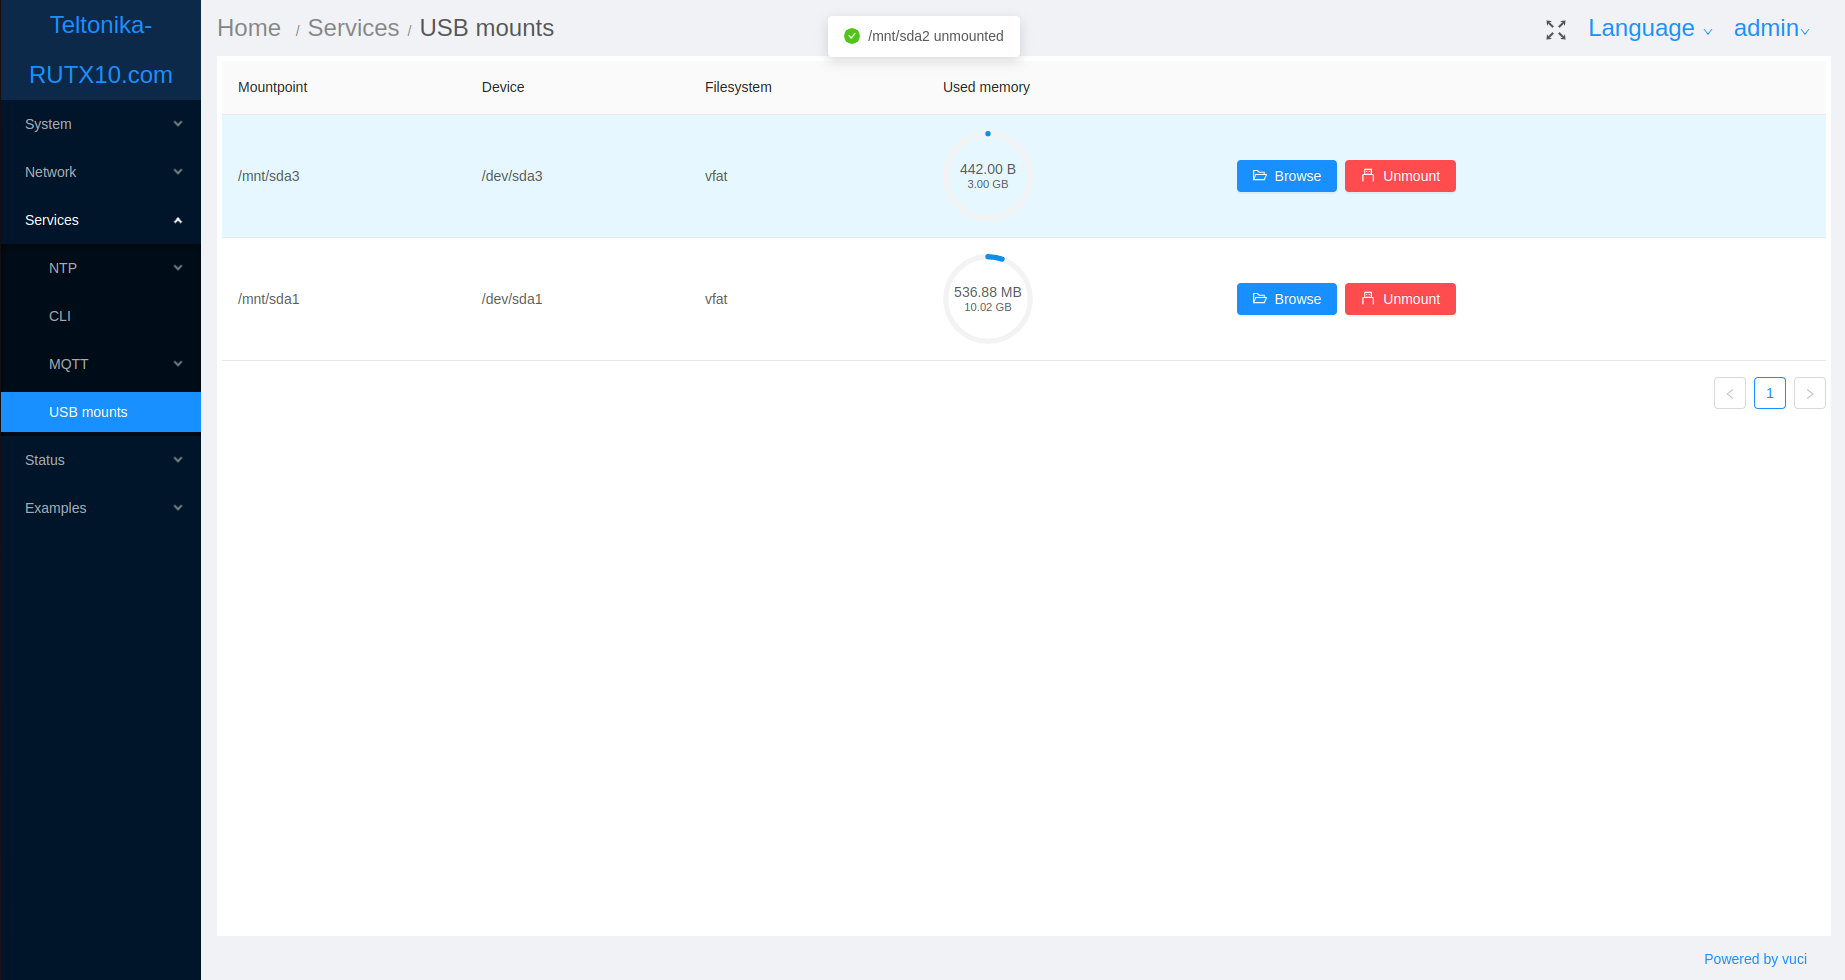 Teltonika-
RUTX10.com
System
Network
Services
NTP
CLI
MQTT
USB mounts
Status
Examples
Home / Services / USB mounts
/mnt/sda2 unmounted
Language
admin
Mountpoint Device Filesystem Used memory
/mnt/sda3 /dev/sda3 vfat 442.00 B
3.00 GB
Browse Unmount
/mnt/sda1 /dev/sda1 vfat 536.88 MB
10.02 GB
Browse Unmount
< 1 >
Powered by vuci